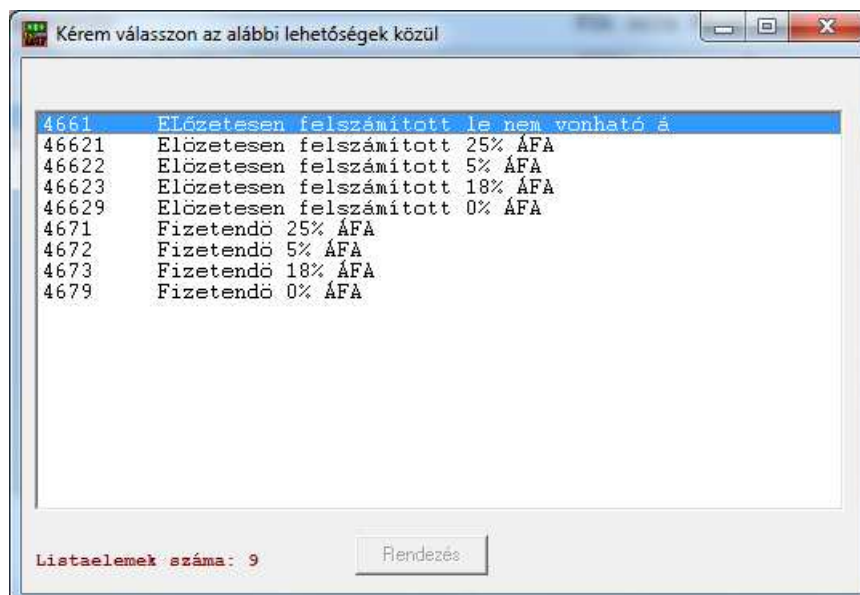 Kérem válasszon az alábbi lehetőségek közül
4661 ELőzetesen felszámított le nem vonható á
46621 Elözetesen felszámított 25% ÁFA
46622 Elözetesen felszámított 5% ÁFA
46623 Elözetesen felszámított 18% ÁFA
46629 Elözetesen felszámított 0% ÁFA
4671 Fizetendö 25% ÁFA
4672 Fizetendö 5% ÁFA
4673 Fizetendö 18% ÁFA
4679 Fizetendö 0% ÁFA
Listaelemek száma: 9
Rendezés